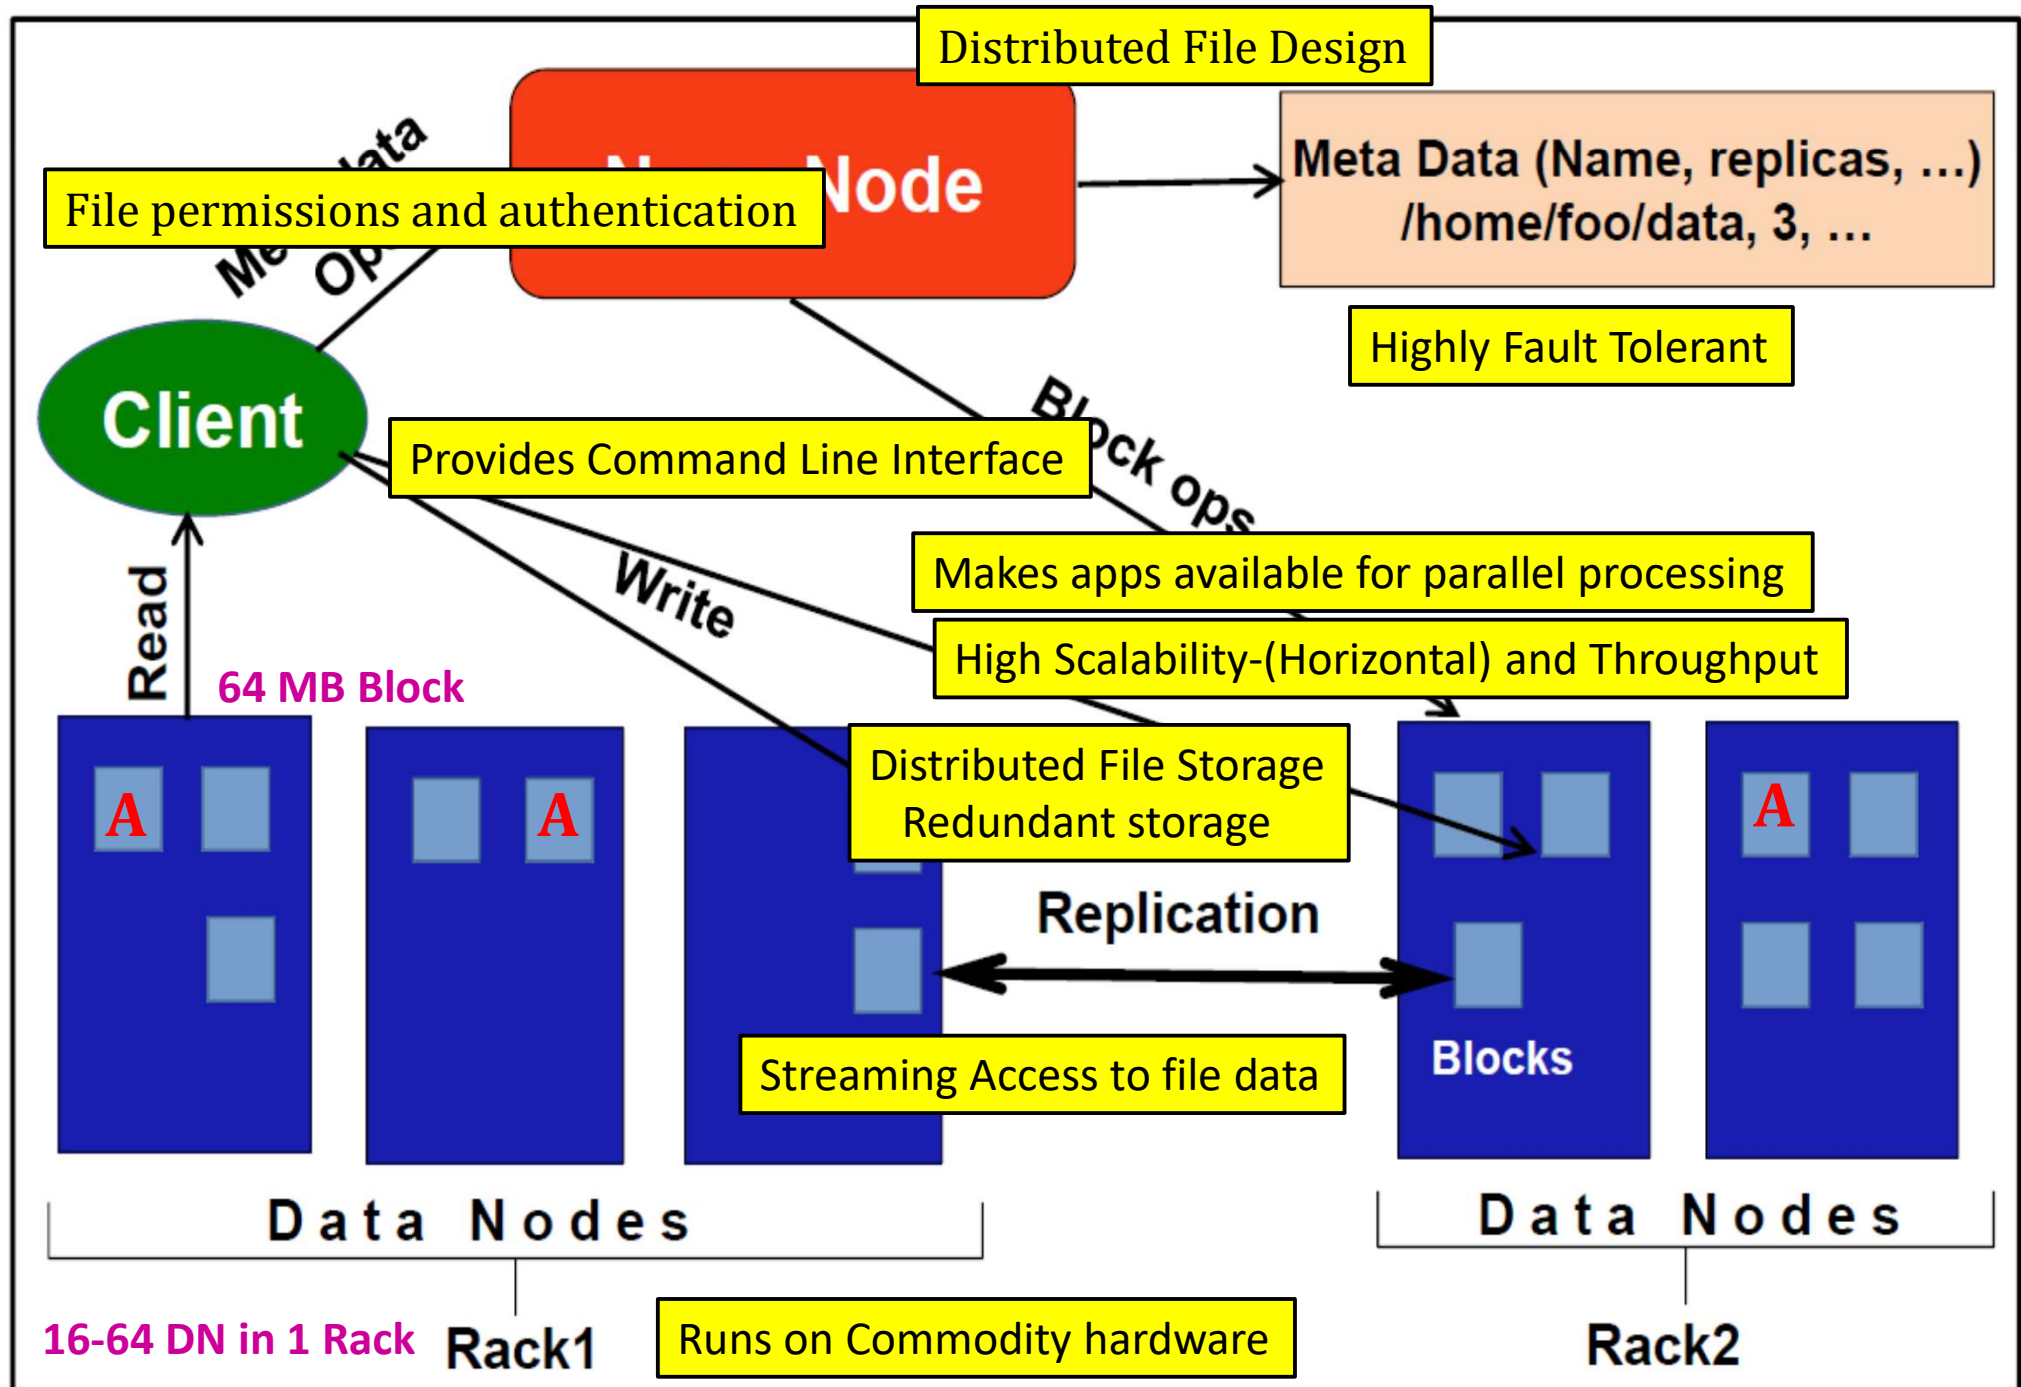 Distributed File Design
Node
Meta Data (Name, replicas, ...)
/home/foo/data, 3, ...
File permissions and authentication
Highly Fault Tolerant
Client
Provides Command Line Interface
Block ops
Makes apps available for parallel processing
Write
High Scalability-(Horizontal) and Throughput
Read
64 MB Block
Distributed File Storage
Redundant storage
A
A
A
Replication
Streaming Access to file data
Blocks
Data Nodes
Data Nodes
16-64 DN in 1 Rack
Rack1
Runs on Commodity hardware
Rack2